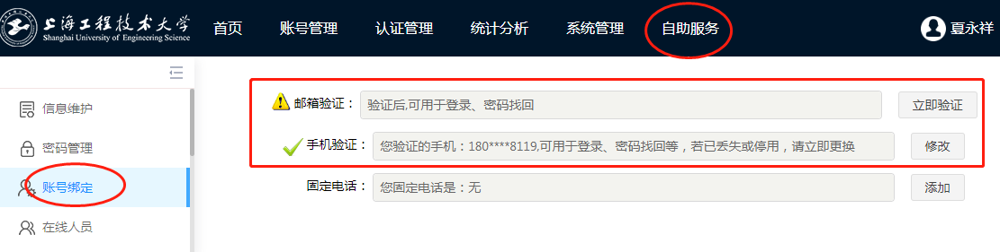 上海工程技术大学
Shanghai University of Engineering Science
首页 账号管理 认证管理 统计分析 系统管理 自助服务 夏永祥
信息维护
密码管理
账号绑定
在线人员
邮箱验证： 验证后,可用于登录、密码找回 立即验证
手机验证： 您验证的手机：180****8119,可用于登录、密码找回等，若已丢失或停用，请立即更换 修改
固定电话： 您固定电话是：无 添加